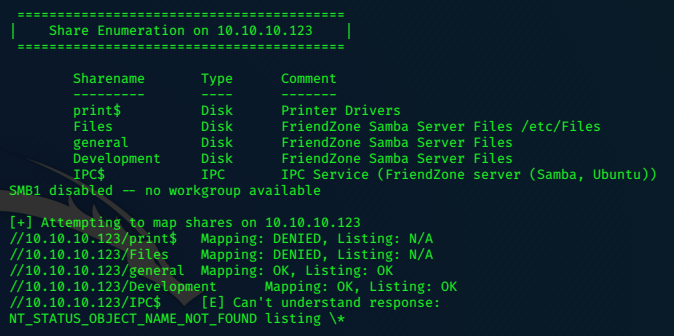 =========================================
|    Share Enumeration on 10.10.10.123    |
=========================================
Sharename       Type      Comment
---------       ----      -------
print$          Disk      Printer Drivers
Files           Disk      FriendZone Samba Server Files /etc/Files
general         Disk      FriendZone Samba Server Files
Development     Disk      FriendZone Samba Server Files
IPC$            IPC       IPC Service (FriendZone server (Samba, Ubuntu))
SMB1 disabled -- no workgroup available
[+] Attempting to map shares on 10.10.10.123
//10.10.10.123/print$   Mapping: DENIED, Listing: N/A
//10.10.10.123/Files    Mapping: DENIED, Listing: N/A
//10.10.10.123/general  Mapping: OK, Listing: OK
//10.10.10.123/Development      Mapping: OK, Listing: OK
//10.10.10.123/IPC$     [E] Can't understand response:
NT_STATUS_OBJECT_NAME_NOT_FOUND listing \*